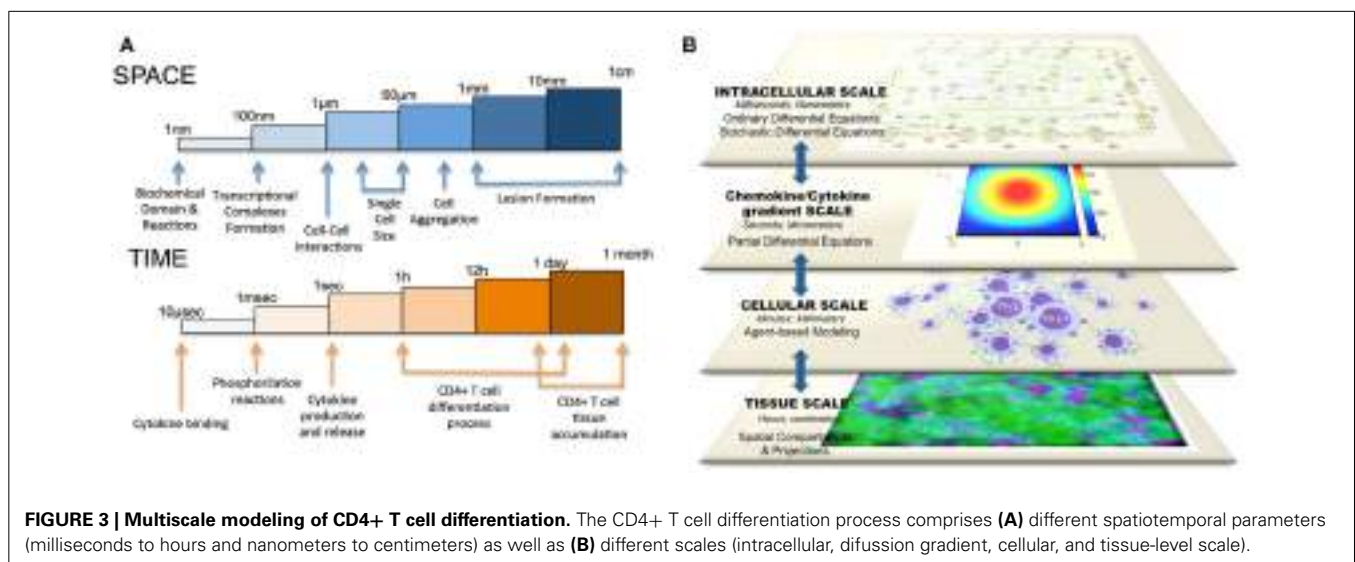 A
SPACE
1nm
100nm
1µm
50µm
1mm
10mm
1cm
Biochemical
Domain &
Reactions
Transcriptional
Complexes
Formation
Cell-Cell
Interactions
Single
Cell
Size
Cell
Aggregation
Lesion Formation
TIME
10µsec
1msec
1sec
1h
12h
1 day
1 month
Cytokine binding
Phosphorilation
reactions
Cytokine
production
and release
CD4+ T cell
differentiation
process
CD4+ T cell
tissue
accumulation
B
INTRACELLULAR SCALE
Ordinary Differential Equations
Stochastic Differential Equations
Chemokine/Cytokine
gradient SCALE
Partial Differential Equations
CELLULAR SCALE
Agent-based Modeling
TISSUE SCALE
Spatial
& Projections
FIGURE 3 | Multiscale modeling of CD4+ T cell differentiation. The CD4+ T cell differentiation process comprises (A) different spatiotemporal parameters
(milliseconds to hours and nanometers to centimeters) as well as (B) different scales (intracellular, difussion gradient, cellular, and tissue-level scale).